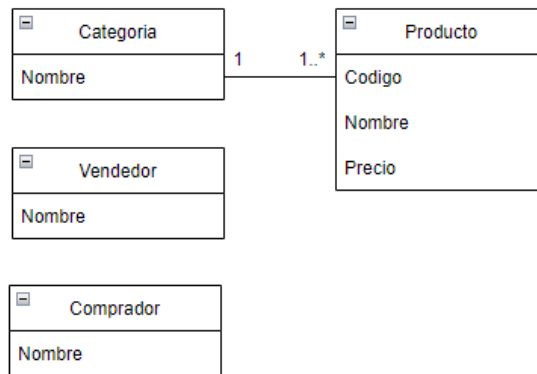 Categoria
Nombre
1
1..*
Producto
Codigo
Nombre
Precio
Vendedor
Nombre
Comprador
Nombre